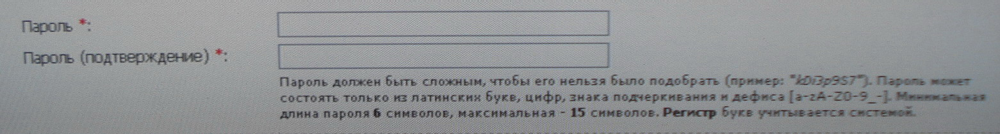 Пароль *:
Пароль (подтверждение) *:
Пароль должен быть сложным, чтобы его нельзя было подобрать (пример: "kDi3p9S7"). Пароль может
состоять только из латинских букв, цифр, знака подчеркивания и дефиса [a-zA-Z0-9_-]. Минимальная
длина пароля 6 символов, максимальная - 15 символов. Регистр букв учитывается системой.